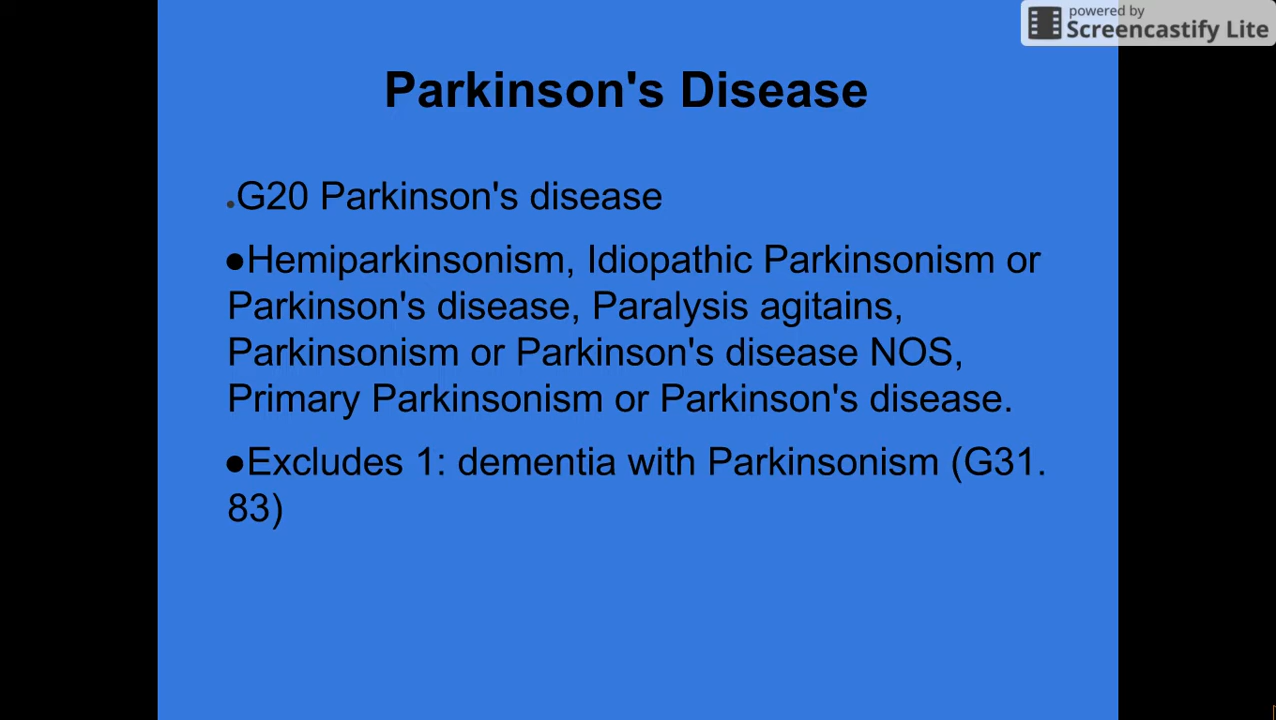 powered by
Screencastify Lite
Parkinson's Disease
•G20 Parkinson's disease
●Hemiparkinsonism, Idiopathic Parkinsonism or
Parkinson's disease, Paralysis agitains,
Parkinsonism or Parkinson's disease NOS,
Primary Parkinsonism or Parkinson's disease.
●Excludes 1: dementia with Parkinsonism (G31.
83)